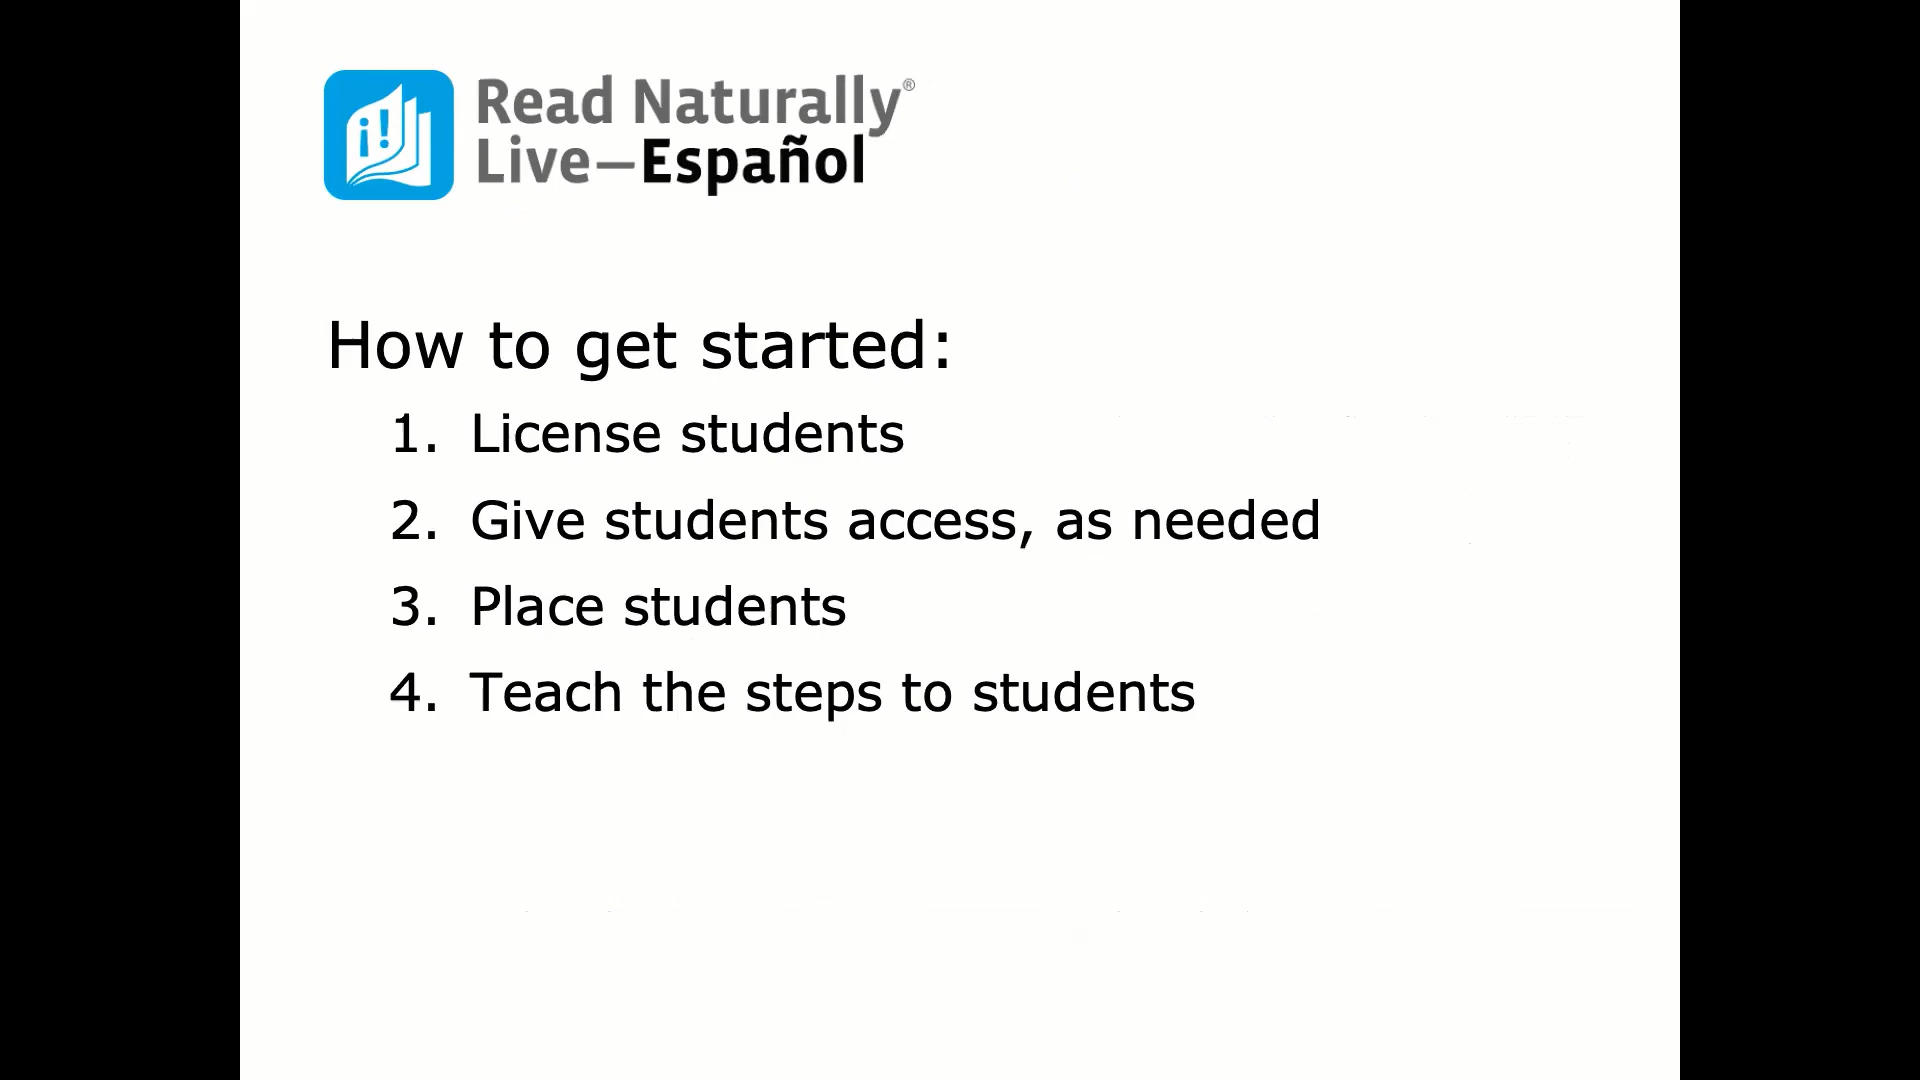 Read Naturally®
Live—Español
How to get started:
1. License students
2. Give students access, as needed
3. Place students
4. Teach the steps to students